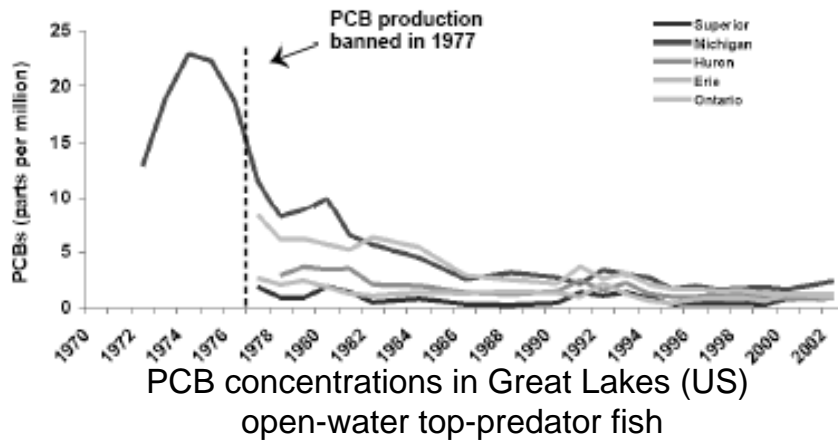 PCB production
banned in 1977
Superior
Michigan
Huron
Erie
Ontario
PCBs (parts per million)
25
20
15
10
5
0
1970
1972
1974
1976
1978
1980
1982
1984
1986
1988
1990
1992
1994
1996
1998
2000
2002
PCB concentrations in Great Lakes (US)
open-water top-predator fish